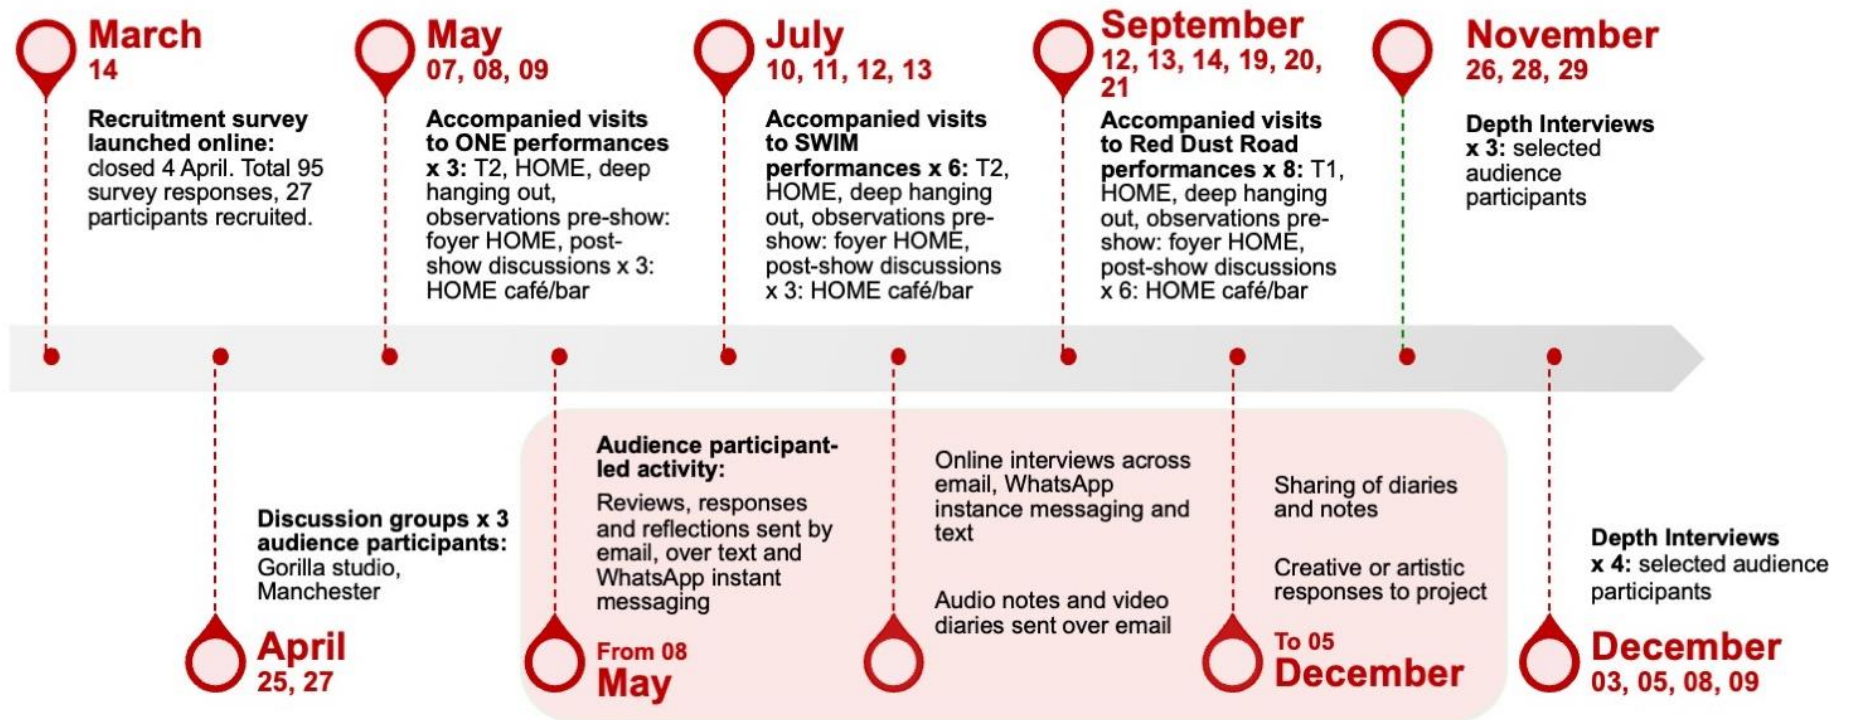 March
14
Recruitment survey
launched online:
closed 4 April. Total 95
survey responses, 27
participants recruited.
May
07, 08, 09
Accompanied visits
to ONE performances
x 3: T2, HOME, deep
hanging out,
observations pre-show:
foyer HOME, post-
show discussions x 3:
HOME café/bar
July
10, 11, 12, 13
Accompanied visits
to SWIM
performances x 6: T2,
HOME, deep hanging
out, observations pre-
show: foyer HOME,
post-show discussions
x 3: HOME café/bar
September
12, 13, 14, 19, 20,
21
Accompanied visits
to Red Dust Road
performances x 8: T1,
HOME, deep hanging
out, observations pre-
show: foyer HOME,
post-show discussions
x 6: HOME café/bar
November
26, 28, 29
Depth Interviews
x 3: selected
audience
participants
Discussion groups x 3
audience participants:
Gorilla studio,
Manchester
April
25, 27
Audience participant-
led activity:
Reviews, responses
and reflections sent by
email, over text and
WhatsApp instant
messaging
From 08
May
Online interviews across
email, WhatsApp
instance messaging and
text
Audio notes and video
diaries sent over email
Sharing of diaries
and notes
Creative or artistic
responses to project
To 05
December
Depth Interviews
x 4: selected audience
participants
December
03, 05, 08, 09